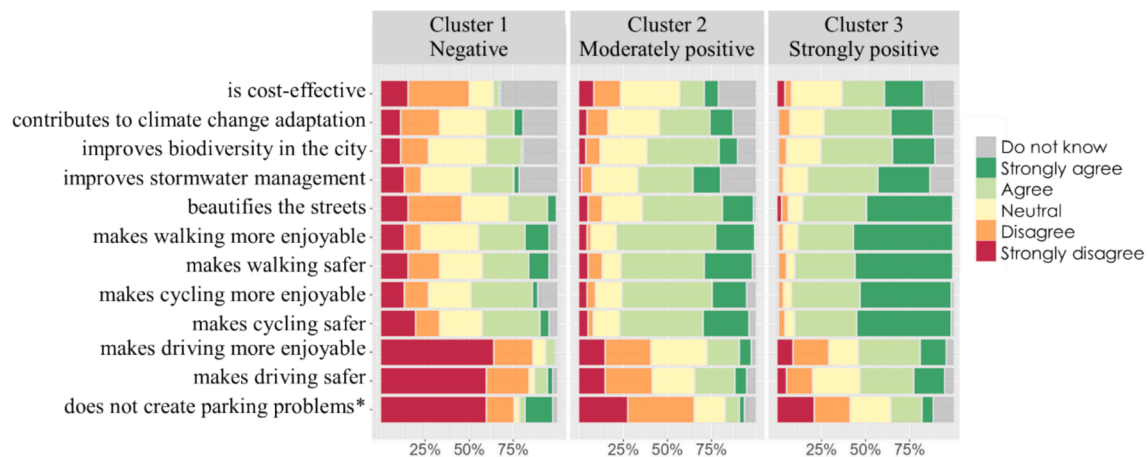 Cluster 1
Negative
Cluster 2
Moderately positive
Cluster 3
Strongly positive
is cost-effective
contributes to climate change adaptation
improves biodiversity in the city
improves stormwater management
beautifies the streets
makes walking more enjoyable
makes walking safer
makes cycling more enjoyable
makes cycling safer
makes driving more enjoyable
makes driving safer
does not create parking problems*
Do not know
Strongly agree
Agree
Neutral
Disagree
Strongly disagree
25% 50% 75%
25% 50% 75%
25% 50% 75%